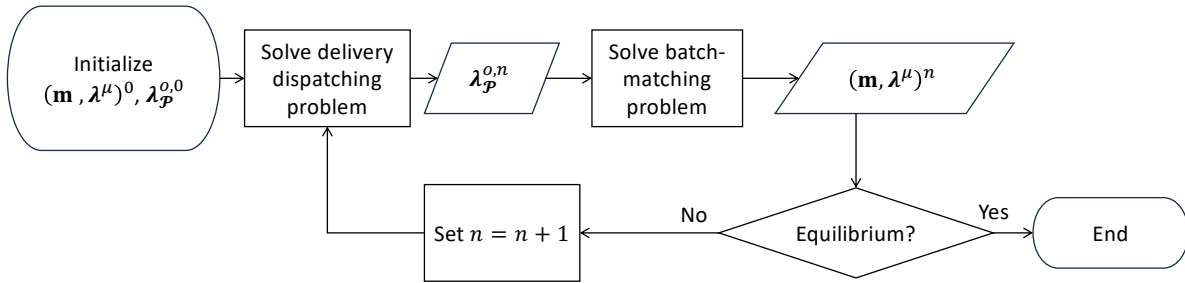 Initialize
(𝐦 , 𝝀^μ)^0, 𝝀_𝓟^{o,0}
Solve delivery
dispatching
problem
𝝀_𝓟^{o,n}
Solve batch-
matching
problem
(𝐦, 𝝀^μ)^n
Set n = n + 1
No
Equilibrium?
Yes
End